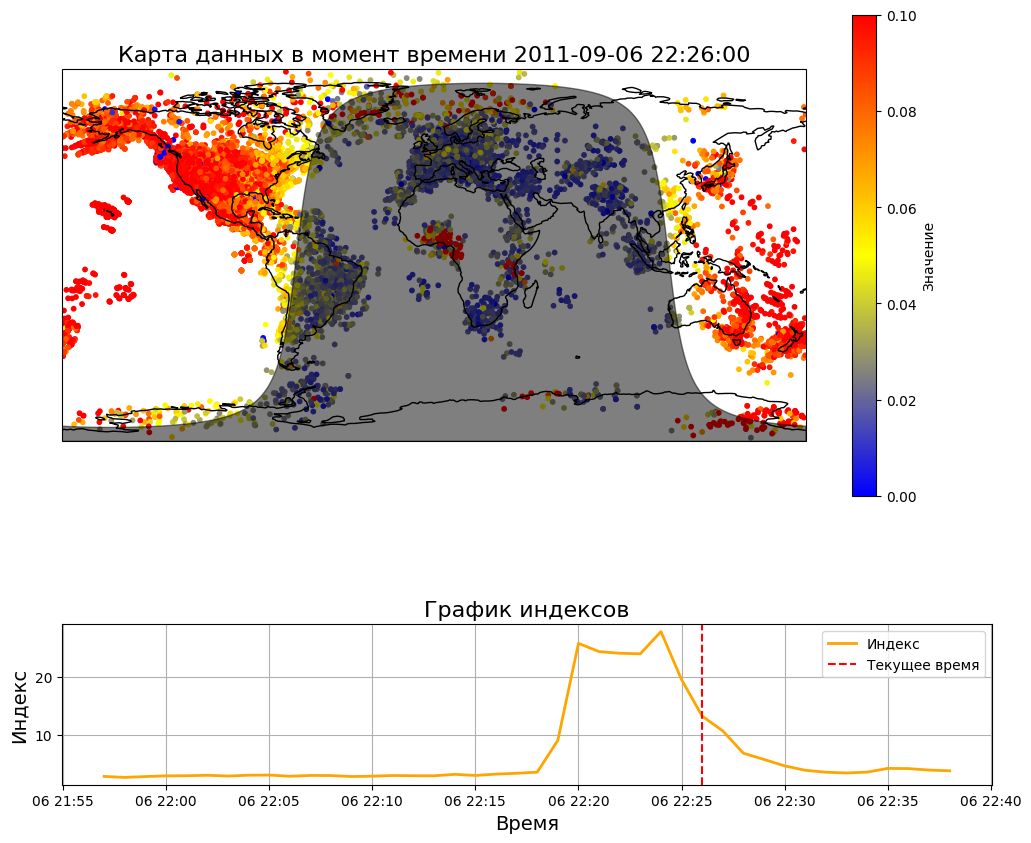 Карта данных в момент времени 2011-09-06 22:26:00
0.10
0.08
0.06
0.04
0.02
0.00
Значение
График индексов
Индекс
20
10
Индекс
Текущее время
06 21:55 06 22:00 06 22:05 06 22:10 06 22:15 06 22:20 06 22:25 06 22:30 06 22:35 06 22:40
Время